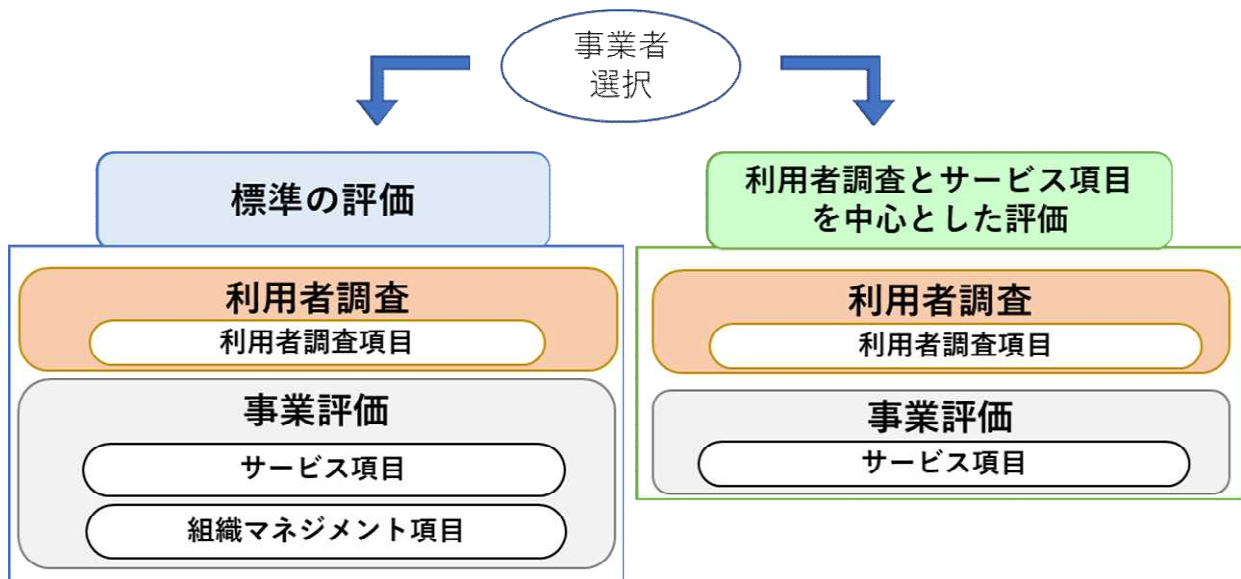 事業者
選択
標準の評価
利用者調査
利用者調査項目
事業評価
サービス項目
組織マネジメント項目
利用者調査とサービス項目
を中心とした評価
利用者調査
利用者調査項目
事業評価
サービス項目